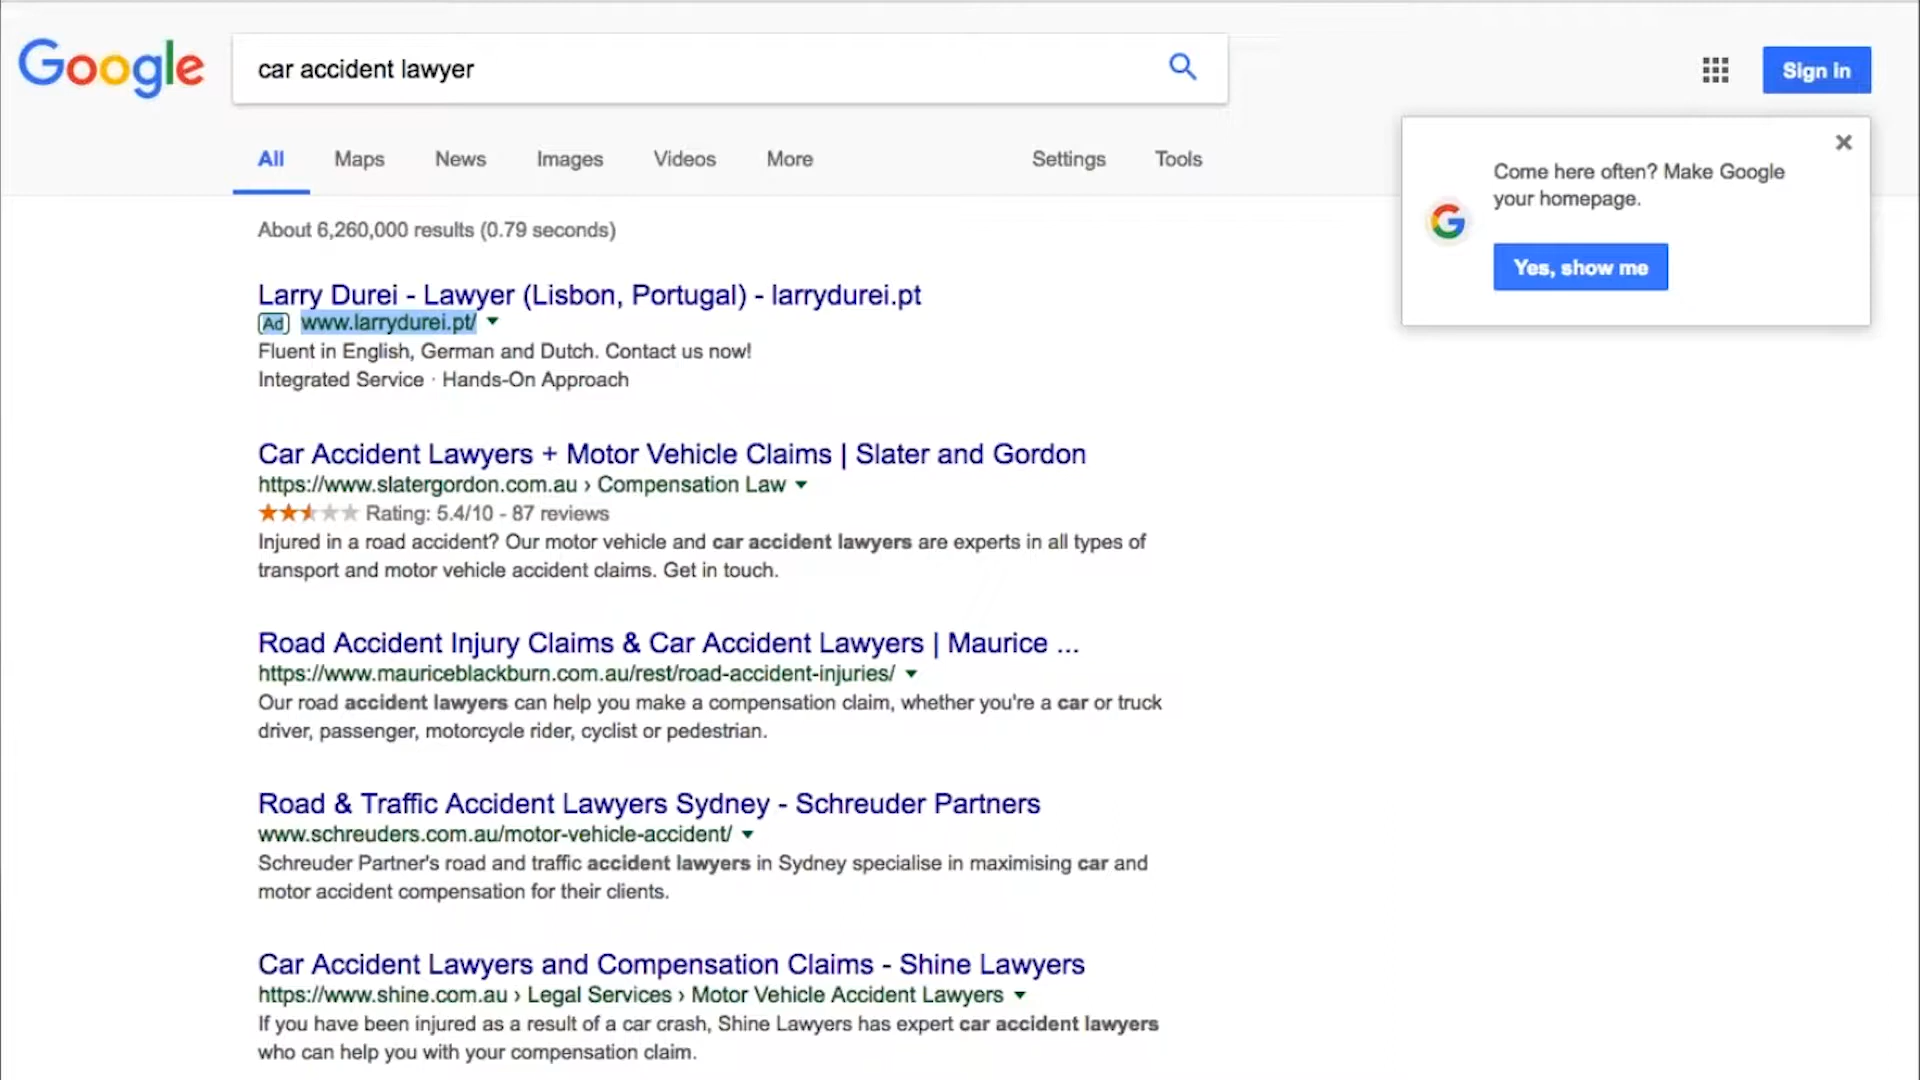 Google
car accident lawyer
Sign in
All Maps News Images Videos More Settings Tools
Come here often? Make Google
your homepage.
Yes, show me
About 6,260,000 results (0.79 seconds)
Larry Durei - Lawyer (Lisbon, Portugal) - larrydurei.pt
Ad www.larrydurei.pt/
Fluent in English, German and Dutch. Contact us now!
Integrated Service · Hands-On Approach
Car Accident Lawyers + Motor Vehicle Claims | Slater and Gordon
https://www.slatergordon.com.au › Compensation Law
Rating: 5.4/10 - 87 reviews
Injured in a road accident? Our motor vehicle and car accident lawyers are experts in all types of
transport and motor vehicle accident claims. Get in touch.
Road Accident Injury Claims & Car Accident Lawyers | Maurice ...
https://www.mauriceblackburn.com.au/rest/road-accident-injuries/
Our road accident lawyers can help you make a compensation claim, whether you're a car or truck
driver, passenger, motorcycle rider, cyclist or pedestrian.
Road & Traffic Accident Lawyers Sydney - Schreuder Partners
www.schreuders.com.au/motor-vehicle-accident/
Schreuder Partner's road and traffic accident lawyers in Sydney specialise in maximising car and
motor accident compensation for their clients.
Car Accident Lawyers and Compensation Claims - Shine Lawyers
https://www.shine.com.au › Legal Services › Motor Vehicle Accident Lawyers
If you have been injured as a result of a car crash, Shine Lawyers has expert car accident lawyers
who can help you with your compensation claim.